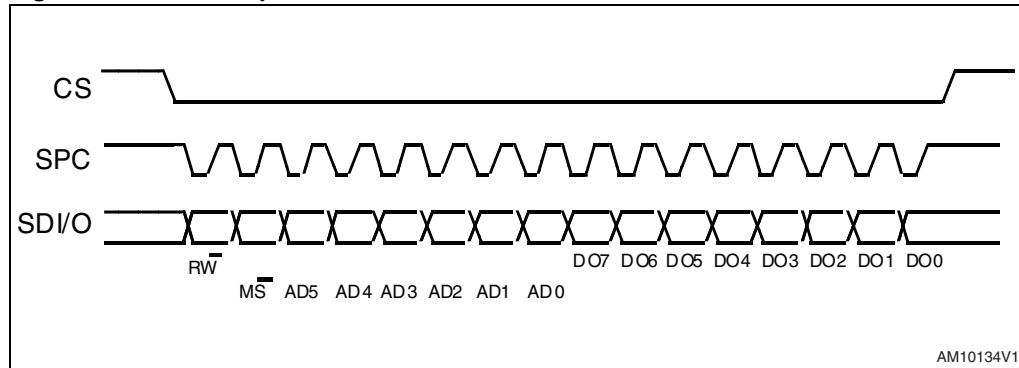 CS
SPC
SDI/O
RW
DO7 DO6 DO5 DO4 DO3 DO2 DO1 DO0
MS AD5 AD4 AD3 AD2 AD1 AD0
AM10134V1